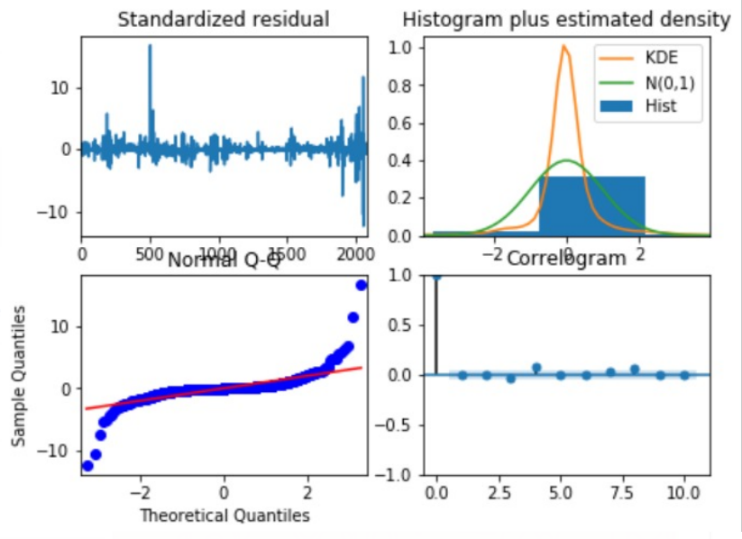 Standardized residual
10
0
−10
0 500 1000 1500 2000
Histogram plus estimated density
KDE
N(0,1)
Hist
1.0
0.8
0.6
0.4
0.2
0.0
−2 0 2
Normal Q-Q
Sample Quantiles
10
0
−10
−2 0 2
Theoretical Quantiles
Correlogram
1.0
0.5
0.0
−0.5
−1.0
0.0 2.5 5.0 7.5 10.0